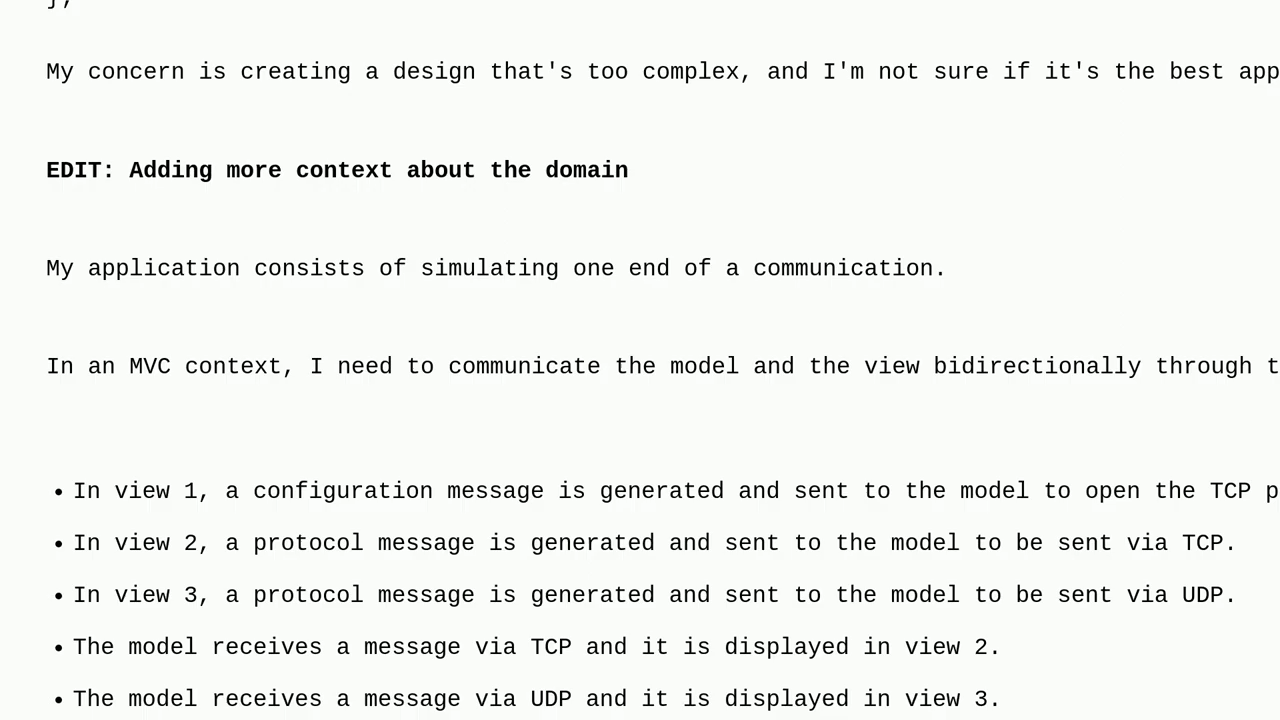 };
My concern is creating a design that's too complex, and I'm not sure if it's the best app
EDIT: Adding more context about the domain
My application consists of simulating one end of a communication.
In an MVC context, I need to communicate the model and the view bidirectionally through t
• In view 1, a configuration message is generated and sent to the model to open the TCP p
• In view 2, a protocol message is generated and sent to the model to be sent via TCP.
• In view 3, a protocol message is generated and sent to the model to be sent via UDP.
• The model receives a message via TCP and it is displayed in view 2.
• The model receives a message via UDP and it is displayed in view 3.